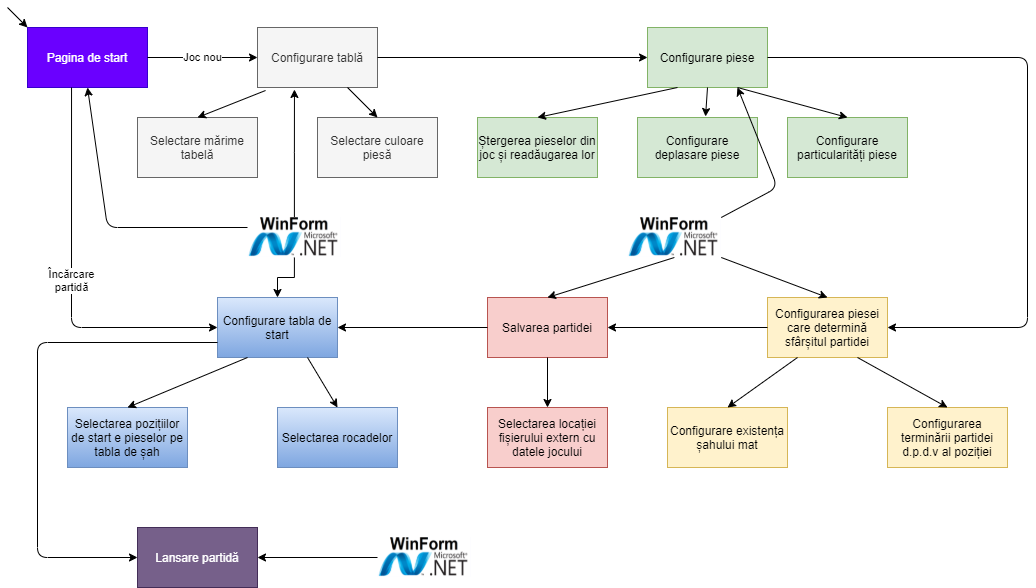 Pagina de start
Joc nou
Configurare tablă
Configurare piese
Selectare mărime
tabelă
Selectare culoare
piesă
Ștergerea pieselor din
joc și readăugarea lor
Configurare
deplasare piese
Configurare
particularități piese
WinForm
Microsoft®
.NET
WinForm
Microsoft®
.NET
Încărcare
partidă
Configurare tabla de
start
Salvarea partidei
Configurarea piesei
care determină
sfârșitul partidei
Selectarea pozițiilor
de start e pieselor pe
tabla de șah
Selectarea rocadelor
Selectarea locației
fișierului extern cu
datele jocului
Configurare existența
șahului mat
Configurarea
terminării partidei
d.p.d.v al poziției
Lansare partidă
WinForm
Microsoft®
.NET